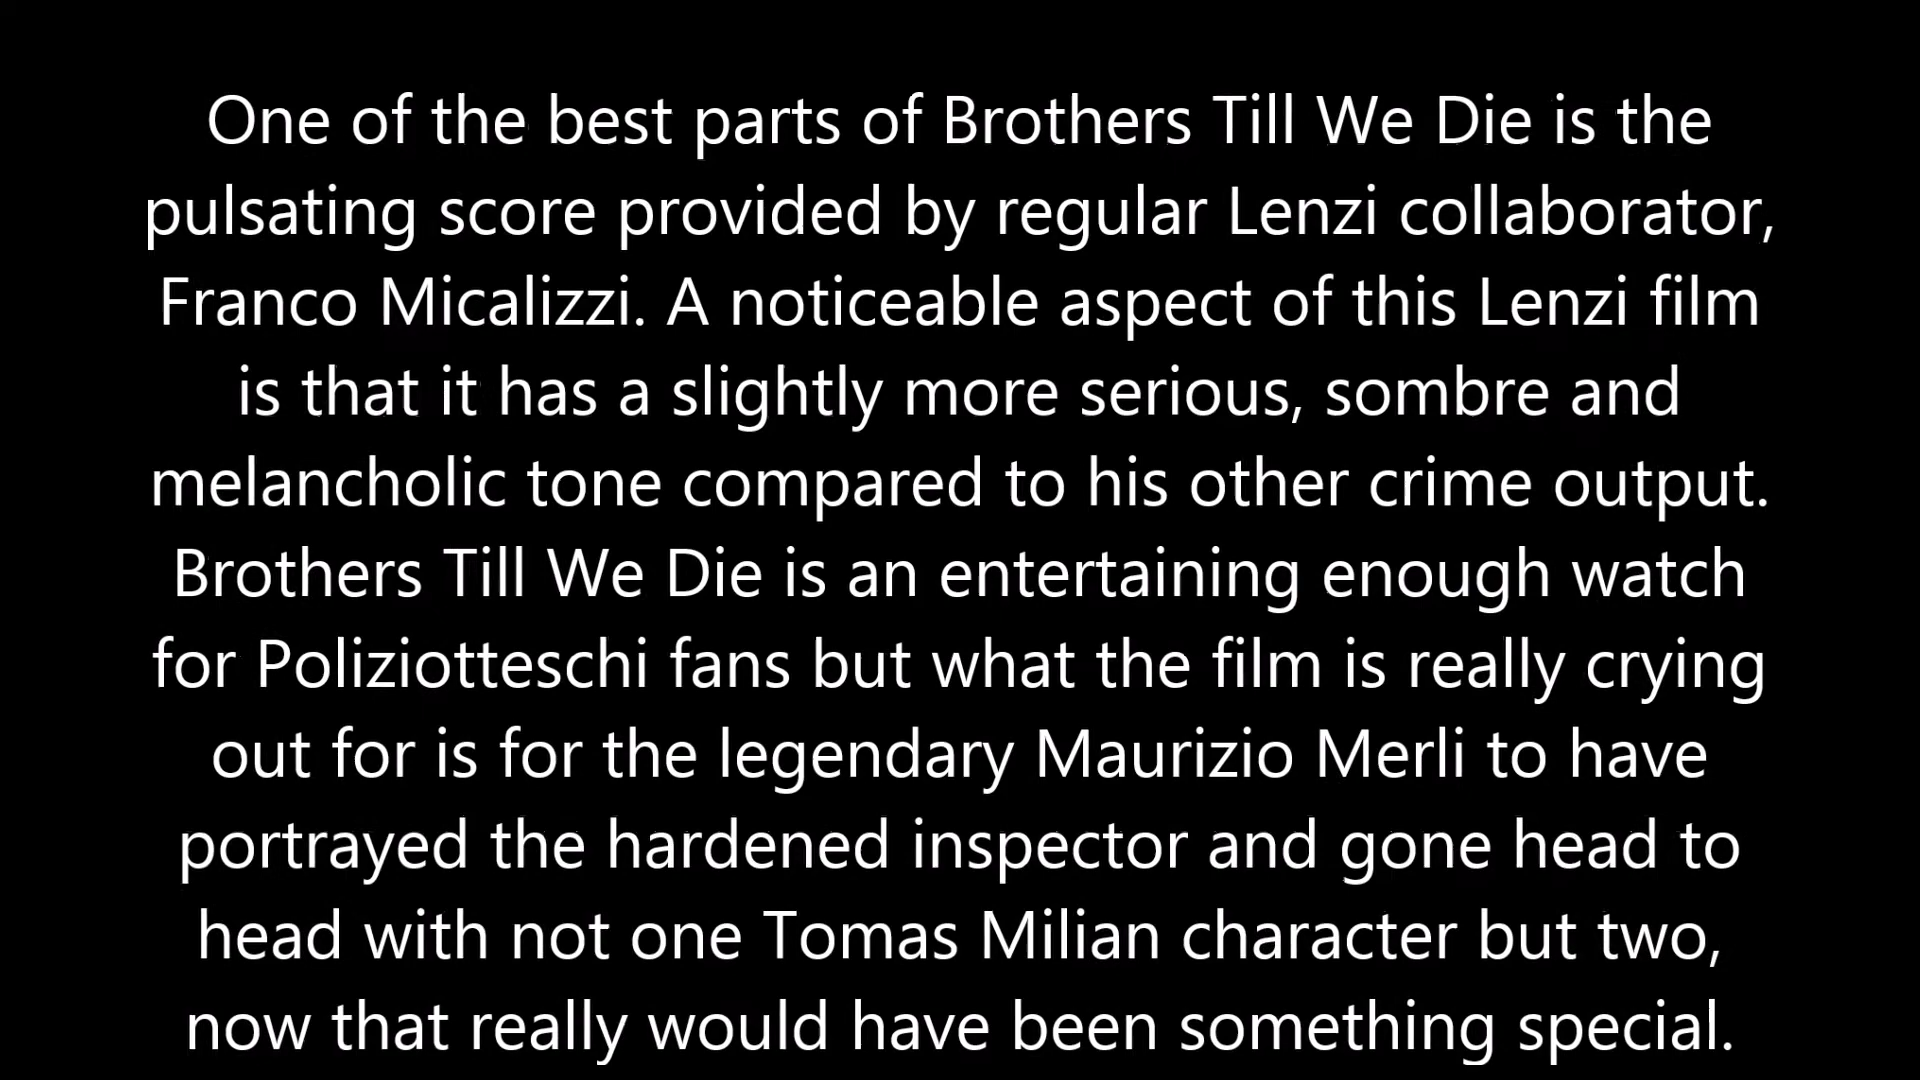 One of the best parts of Brothers Till We Die is the
pulsating score provided by regular Lenzi collaborator,
Franco Micalizzi. A noticeable aspect of this Lenzi film
is that it has a slightly more serious, sombre and
melancholic tone compared to his other crime output.
Brothers Till We Die is an entertaining enough watch
for Poliziotteschi fans but what the film is really crying
out for is for the legendary Maurizio Merli to have
portrayed the hardened inspector and gone head to
head with not one Tomas Milian character but two,
now that really would have been something special.